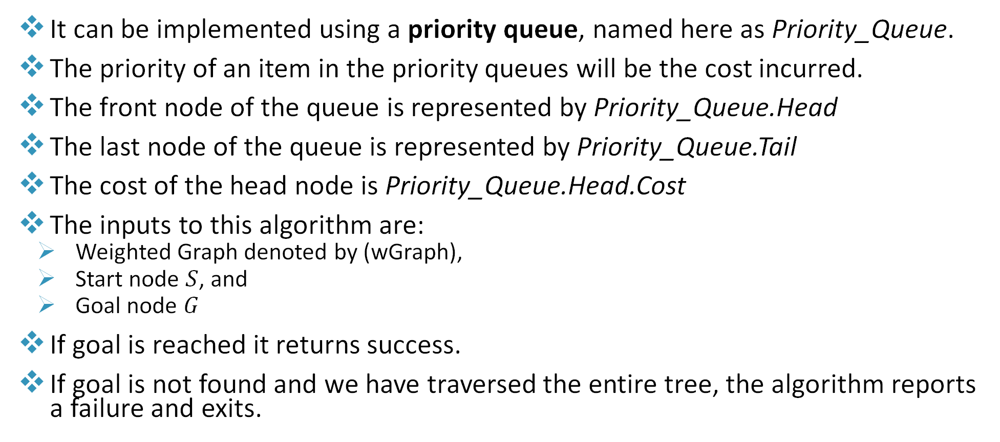 It can be implemented using a priority queue, named here as Priority_Queue.
The priority of an item in the priority queues will be the cost incurred.
The front node of the queue is represented by Priority_Queue.Head
The last node of the queue is represented by Priority_Queue.Tail
The cost of the head node is Priority_Queue.Head.Cost
The inputs to this algorithm are:
Weighted Graph denoted by (wGraph),
Start node S, and
Goal node G
If goal is reached it returns success.
If goal is not found and we have traversed the entire tree, the algorithm reports
a failure and exits.